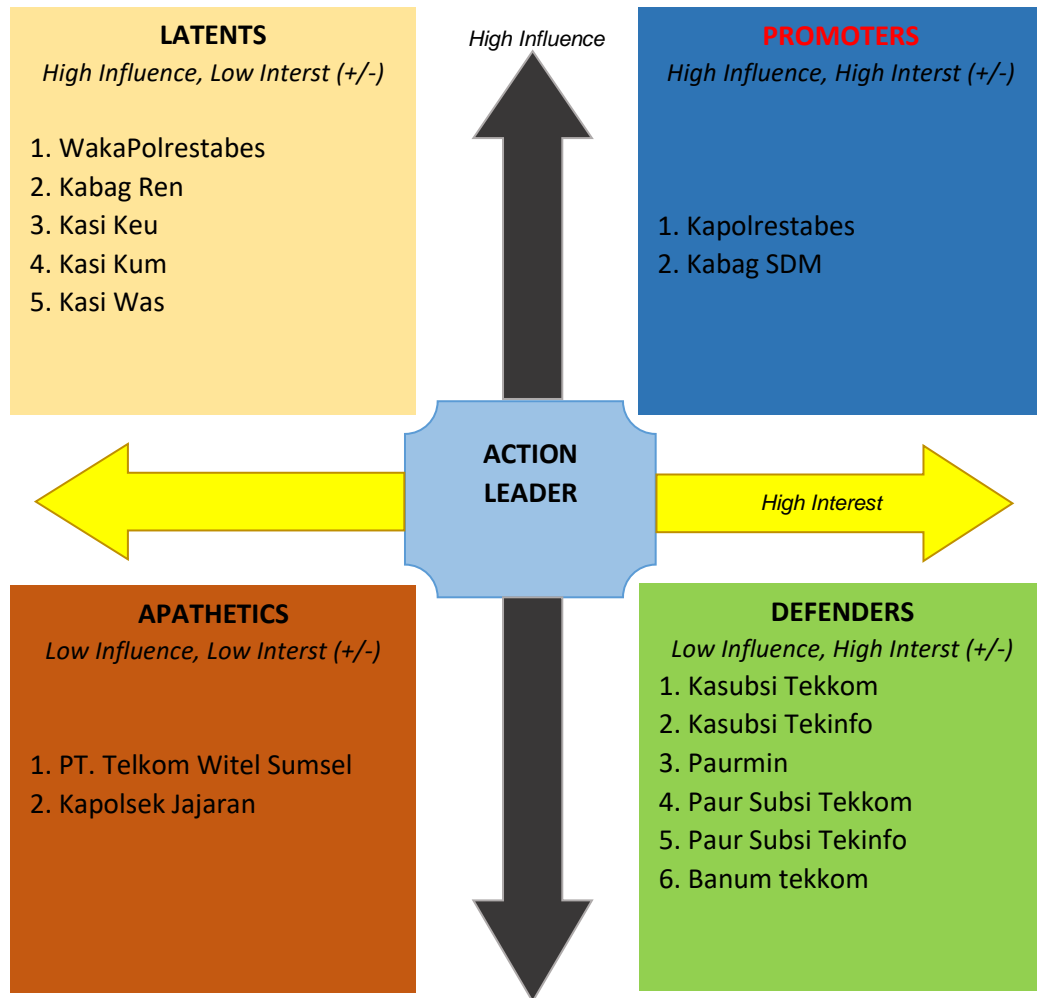 LATENTS
High Influence, Low Interst (+/-)
1. WakaPolrestabes
2. Kabag Ren
3. Kasi Keu
4. Kasi Kum
5. Kasi Was
High Influence
PROMOTERS
High Influence, High Interst (+/-)
1. Kapolrestabes
2. Kabag SDM
ACTION
LEADER
High Interest
APATHETICS
Low Influence, Low Interst (+/-)
1. PT. Telkom Witel Sumsel
2. Kapolsek Jajaran
DEFENDERS
Low Influence, High Interst (+/-)
1. Kasubsi Tekkom
2. Kasubsi Tekinfo
3. Paurmin
4. Paur Subsi Tekkom
5. Paur Subsi Tekinfo
6. Banum tekkom